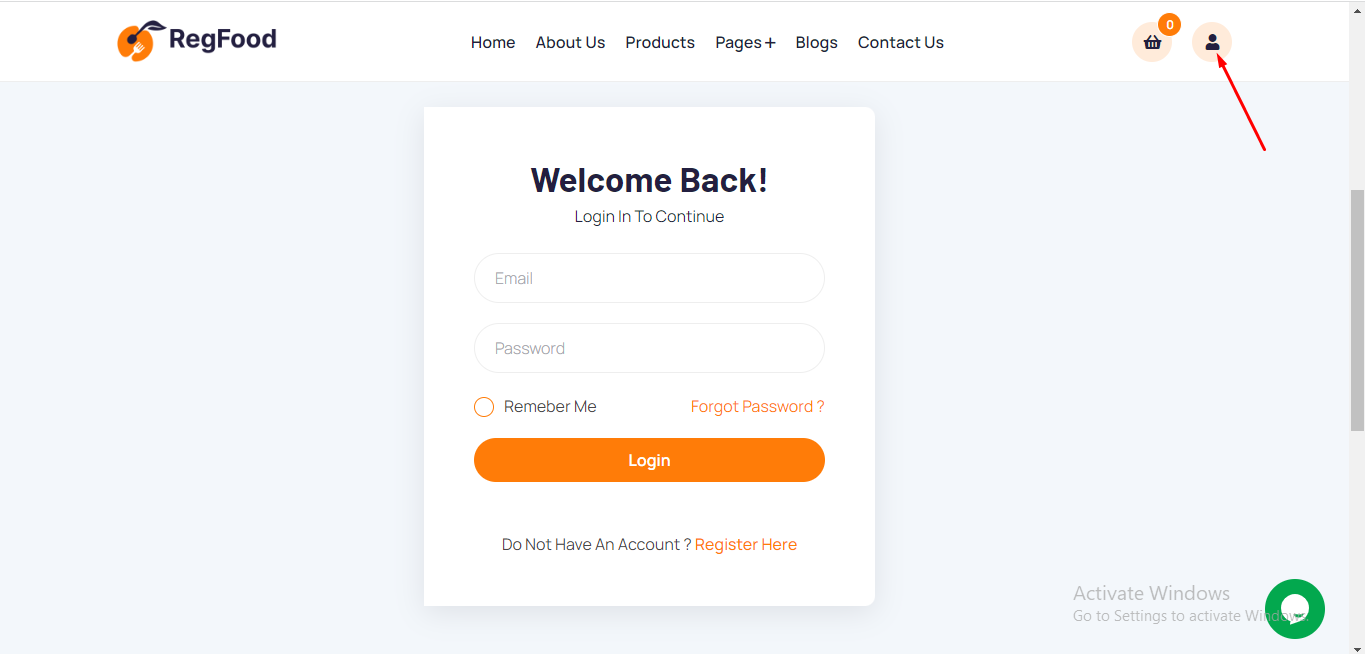 RegFood
Home About Us Products Pages+ Blogs Contact Us
0
Welcome Back!
Login In To Continue
Email
Password
Remeber Me Forgot Password ?
Login
Do Not Have An Account ? Register Here
Activate Windows
Go to Settings to activate Windows.